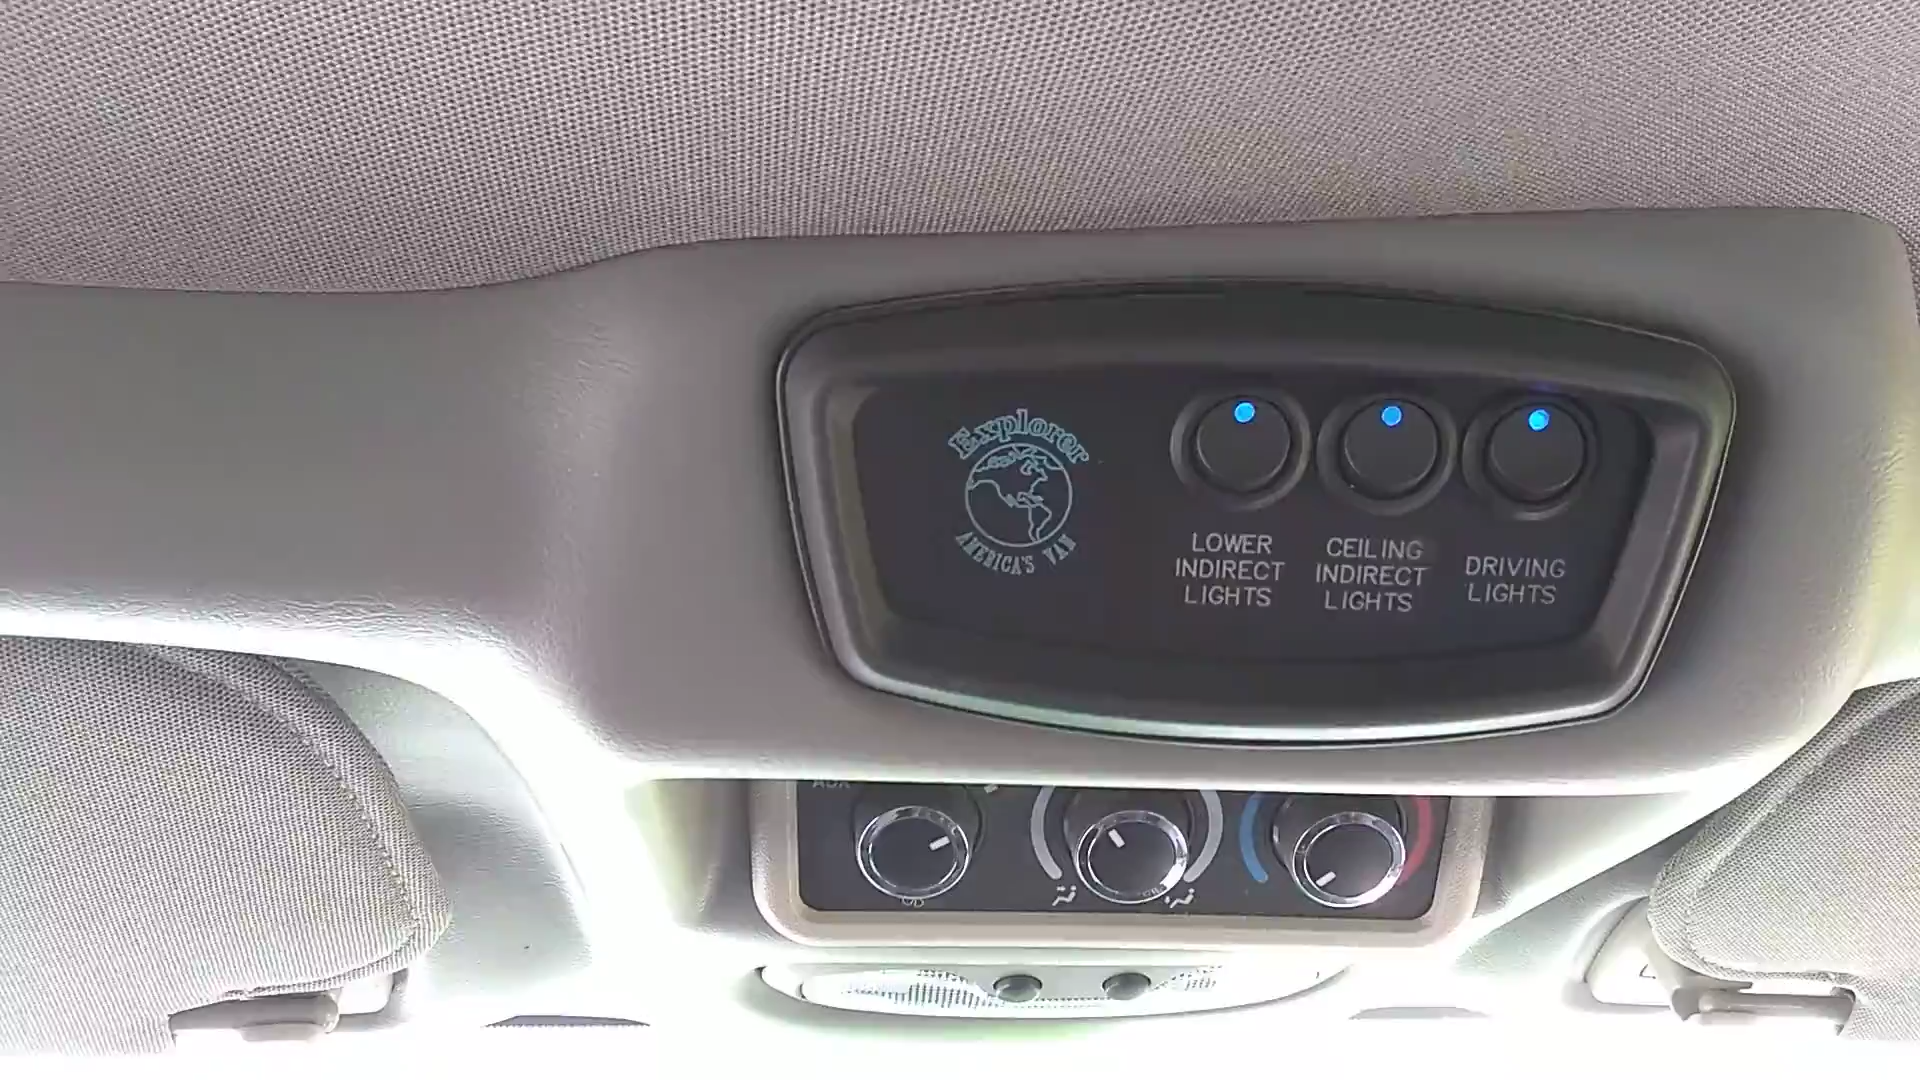 Explorer
AMERICA'S VAN
LOWER
INDIRECT
LIGHTS
CEILING
INDIRECT
LIGHTS
DRIVING
LIGHTS
AUX